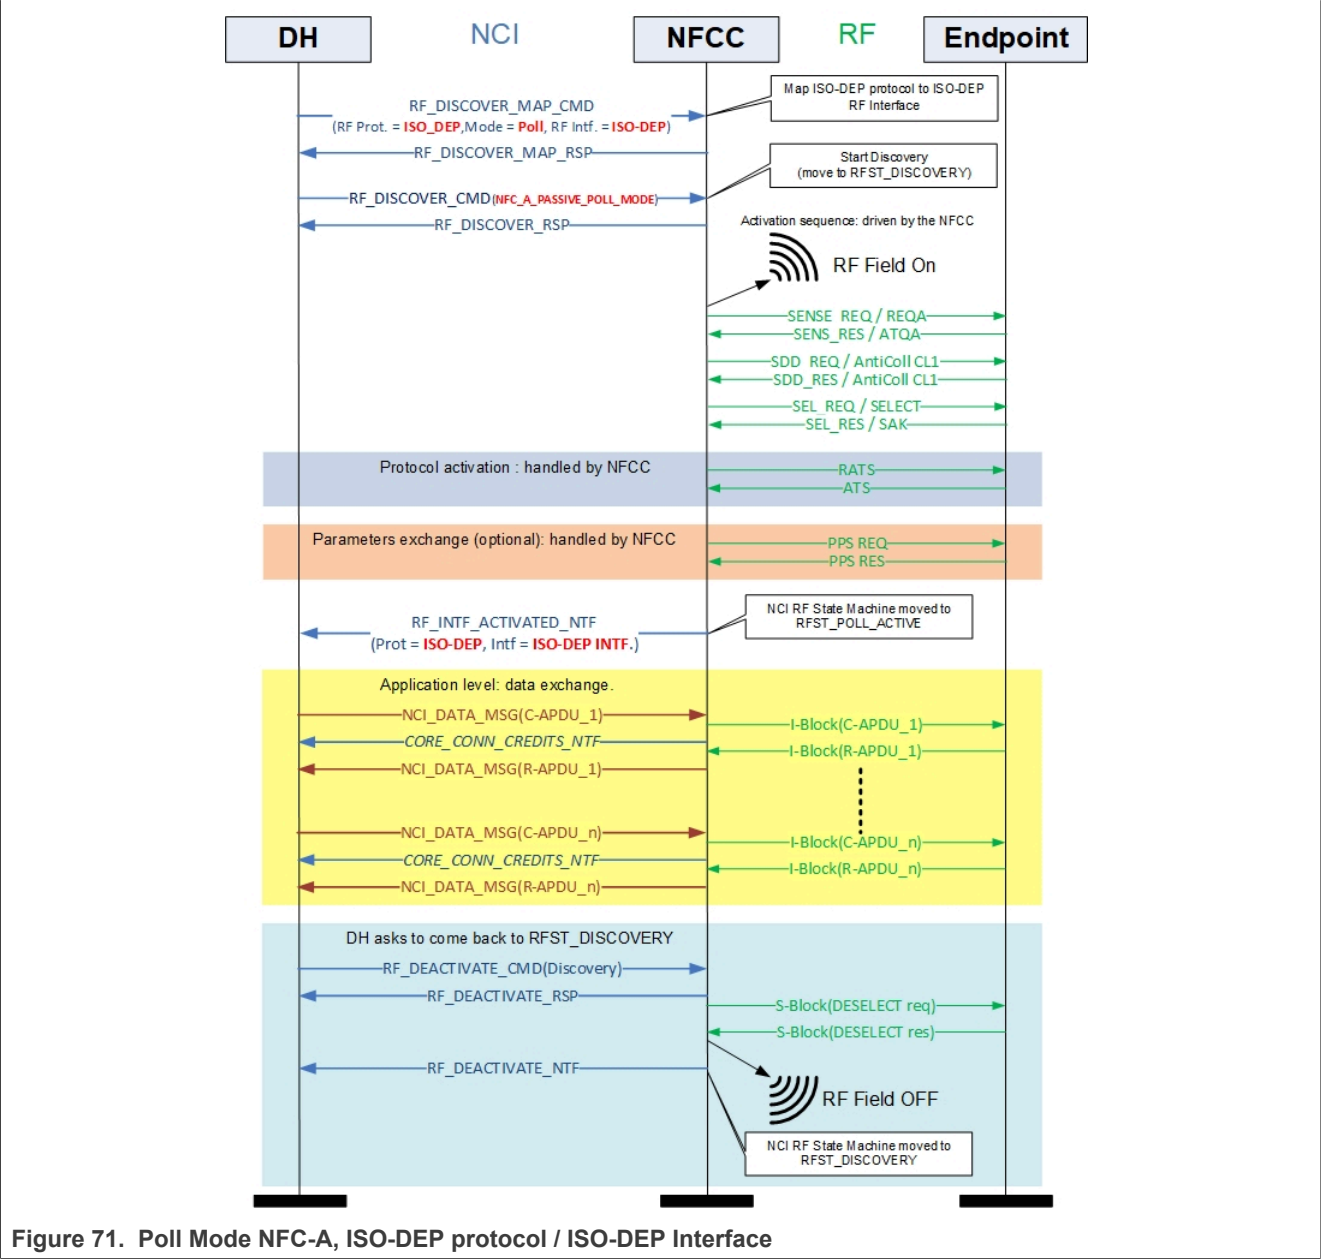 DH
NCI
NFCC
RF
Endpoint
RF_DISCOVER_MAP_CMD
(RF Prot. = ISO_DEP,Mode = Poll, RF Intf. = ISO-DEP)
Map ISO-DEP protocol to ISO-DEP
RF Interface
RF_DISCOVER_MAP_RSP
Start Discovery
(move to RFST_DISCOVERY)
RF_DISCOVER_CMD(NFC_A_PASSIVE_POLL_MODE)
RF_DISCOVER_RSP
Activation sequence: driven by the NFCC
RF Field On
SENSE_REQ / REQA
SENS_RES / ATQA
SDD_REQ / AntiColl CL1
SDD_RES / AntiColl CL1
SEL_REQ / SELECT
SEL_RES / SAK
Protocol activation : handled by NFCC
RATS
ATS
Parameters exchange (optional): handled by NFCC
PPS REQ
PPS RES
RF_INTF_ACTIVATED_NTF
(Prot = ISO-DEP, Intf = ISO-DEP INTF.)
NCI RF State Machine moved to
RFST_POLL_ACTIVE
Application level: data exchange.
NCI_DATA_MSG(C-APDU_1)
I-Block(C-APDU_1)
CORE_CONN_CREDITS_NTF
I-Block(R-APDU_1)
NCI_DATA_MSG(R-APDU_1)
NCI_DATA_MSG(C-APDU_n)
I-Block(C-APDU_n)
CORE_CONN_CREDITS_NTF
I-Block(R-APDU_n)
NCI_DATA_MSG(R-APDU_n)
DH asks to come back to RFST_DISCOVERY
RF_DEACTIVATE_CMD(Discovery)
RF_DEACTIVATE_RSP
S-Block(DESELECT req)
S-Block(DESELECT res)
RF_DEACTIVATE_NTF
RF Field OFF
NCI RF State Machine moved to
RFST_DISCOVERY
Figure 71. Poll Mode NFC-A, ISO-DEP protocol / ISO-DEP Interface